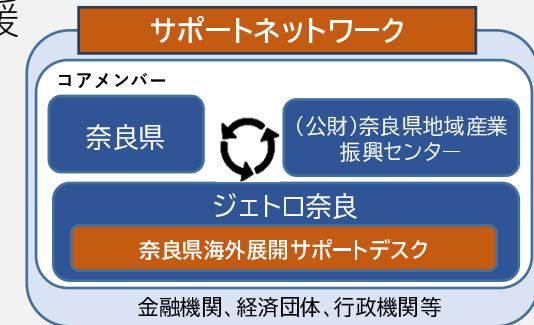 援
サポートネットワーク
コアメンバー
奈良県
(公財)奈良県地域産業
振興センター
ジェトロ奈良
奈良県海外展開サポートデスク
金融機関、経済団体、行政機関等